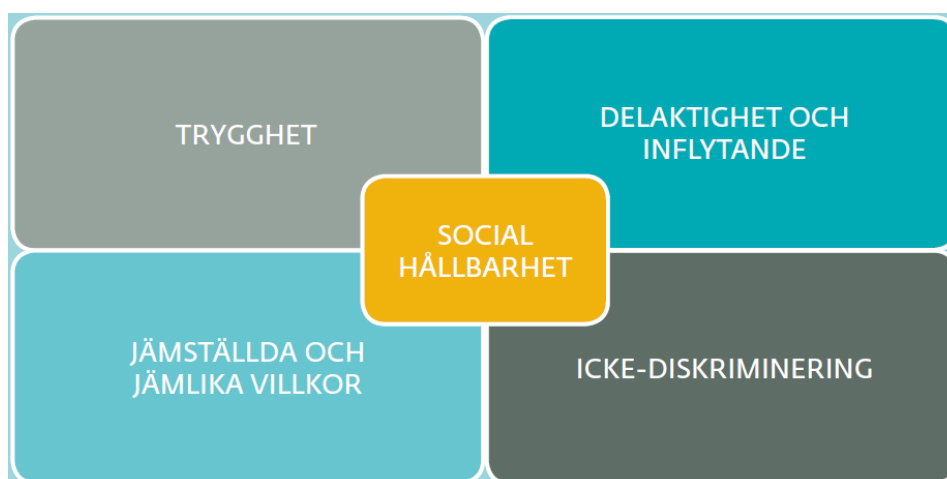 TRYGGHET
DELAKTIGHET OCH
INFLYTANDE
SOCIAL
HÅLLBARHET
JÄMSTÄLLDA OCH
JÄMLIKA VILLKOR
ICKE-DISKRIMINERING